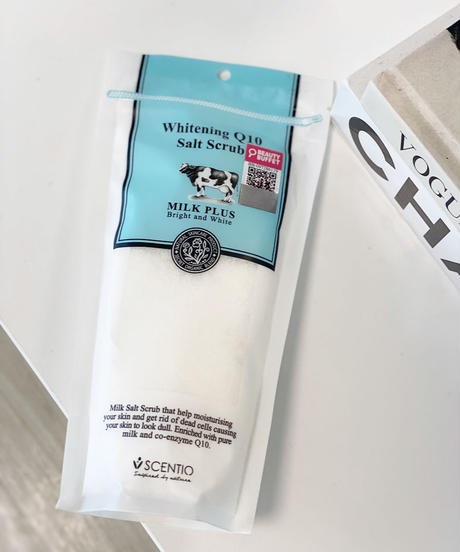 Whitening Q10
Salt Scrub
BEAUTY
BUFFET
MILK PLUS
Bright and White
Milk Salt Scrub that help moisturising
your skin and get rid of dead cells causing
your skin to look dull. Enriched with pure
milk and co-enzyme Q10.
SCENTIO
Inspired by nature
VOGU
CHA